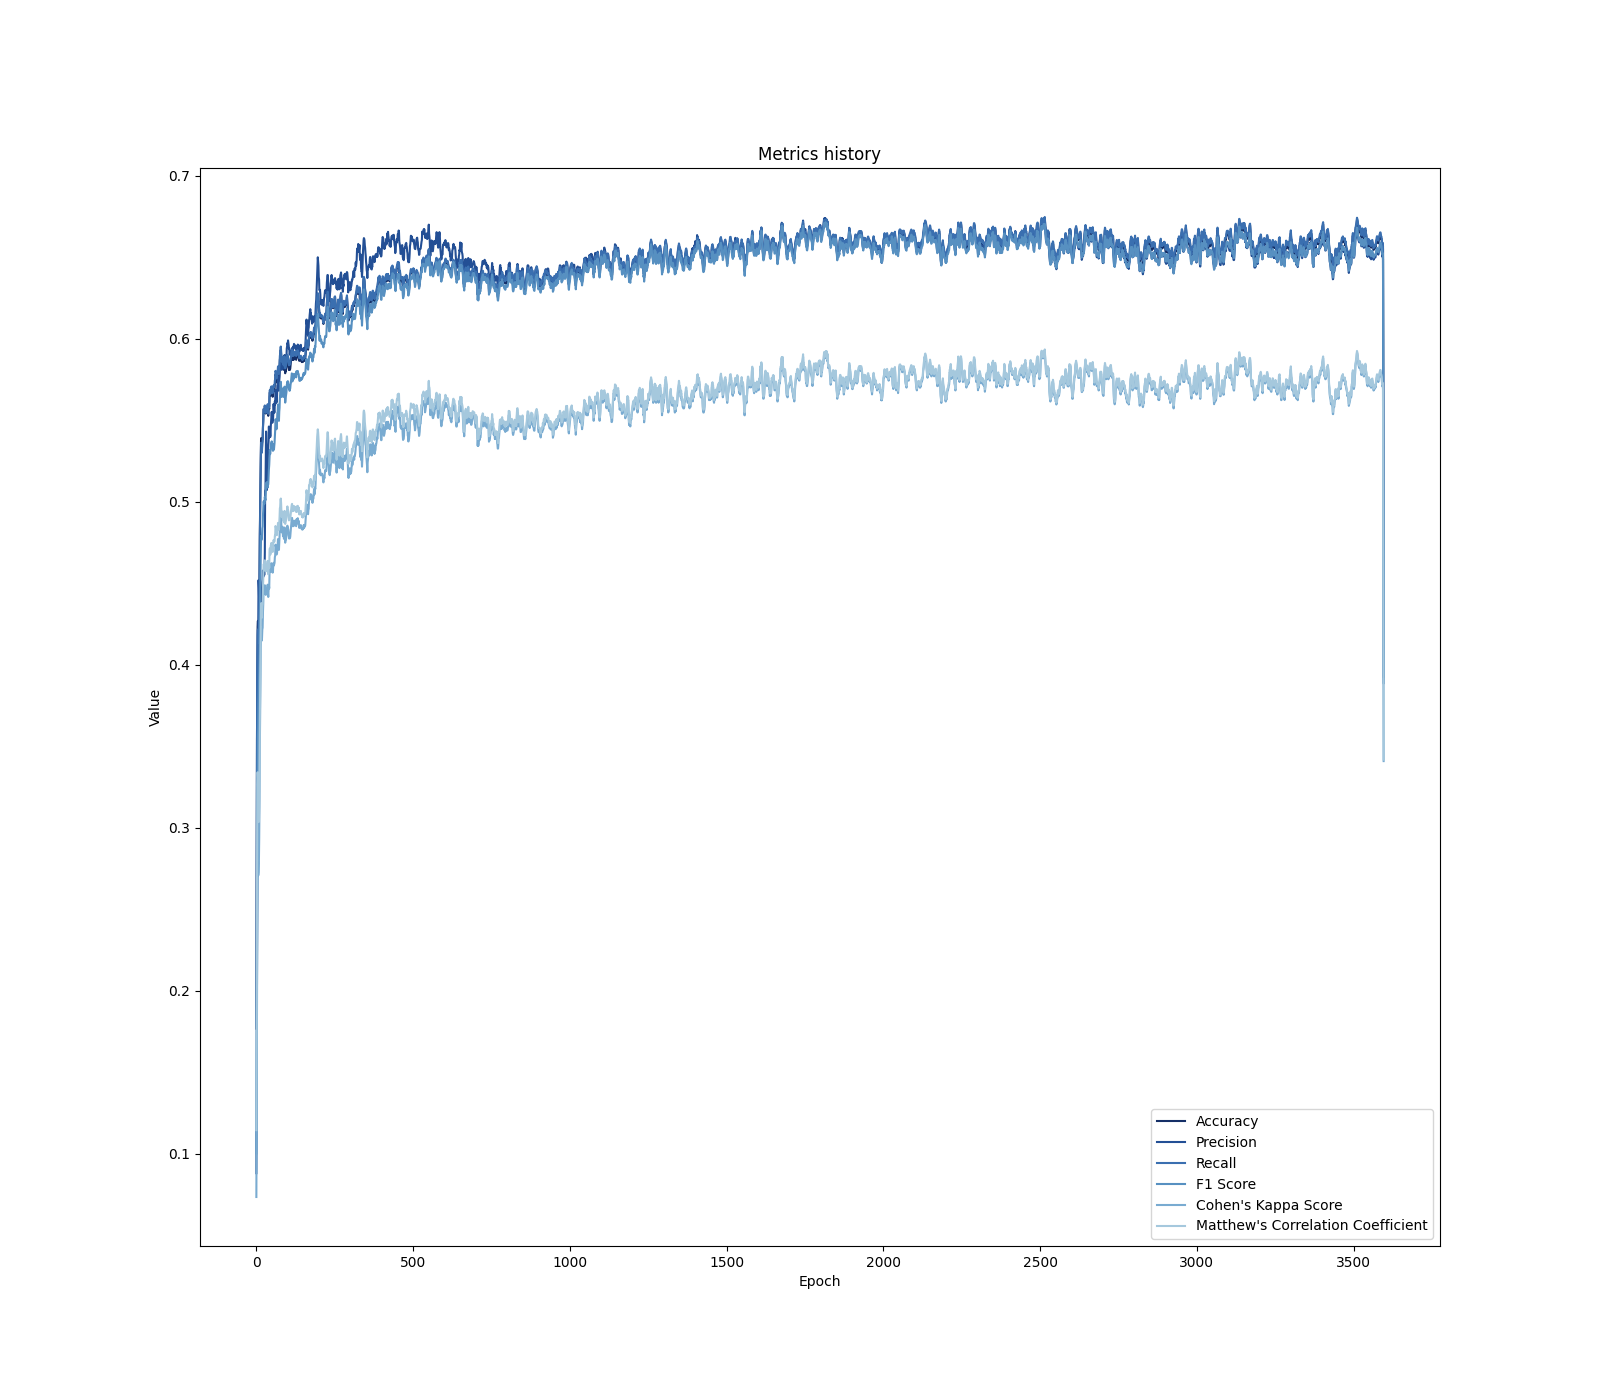 Metrics history
0.7
0.6
0.5
0.4
0.3
0.2
0.1
Value
0
500
1000
1500
2000
2500
3000
3500
Epoch
Accuracy
Precision
Recall
F1 Score
Cohen's Kappa Score
Matthew's Correlation Coefficient